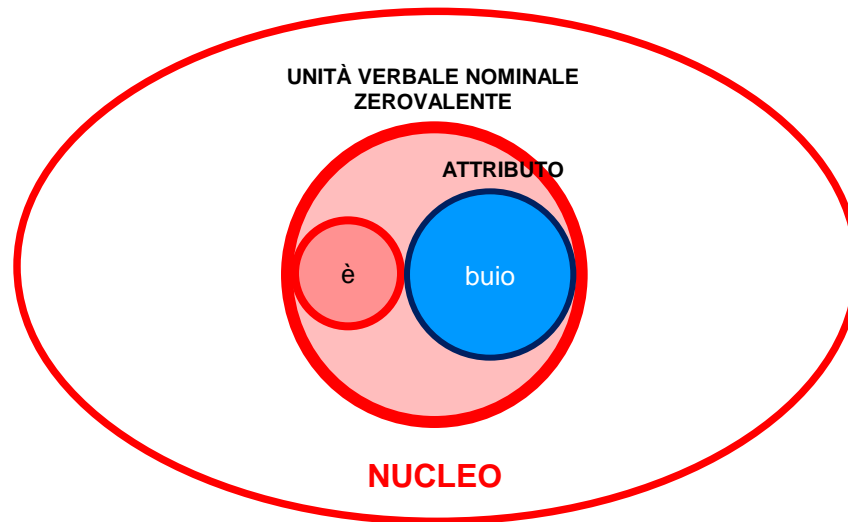 UNITÀ VERBALE NOMINALE
ZEROVALENTE
ATTRIBUTO
è
buio
NUCLEO